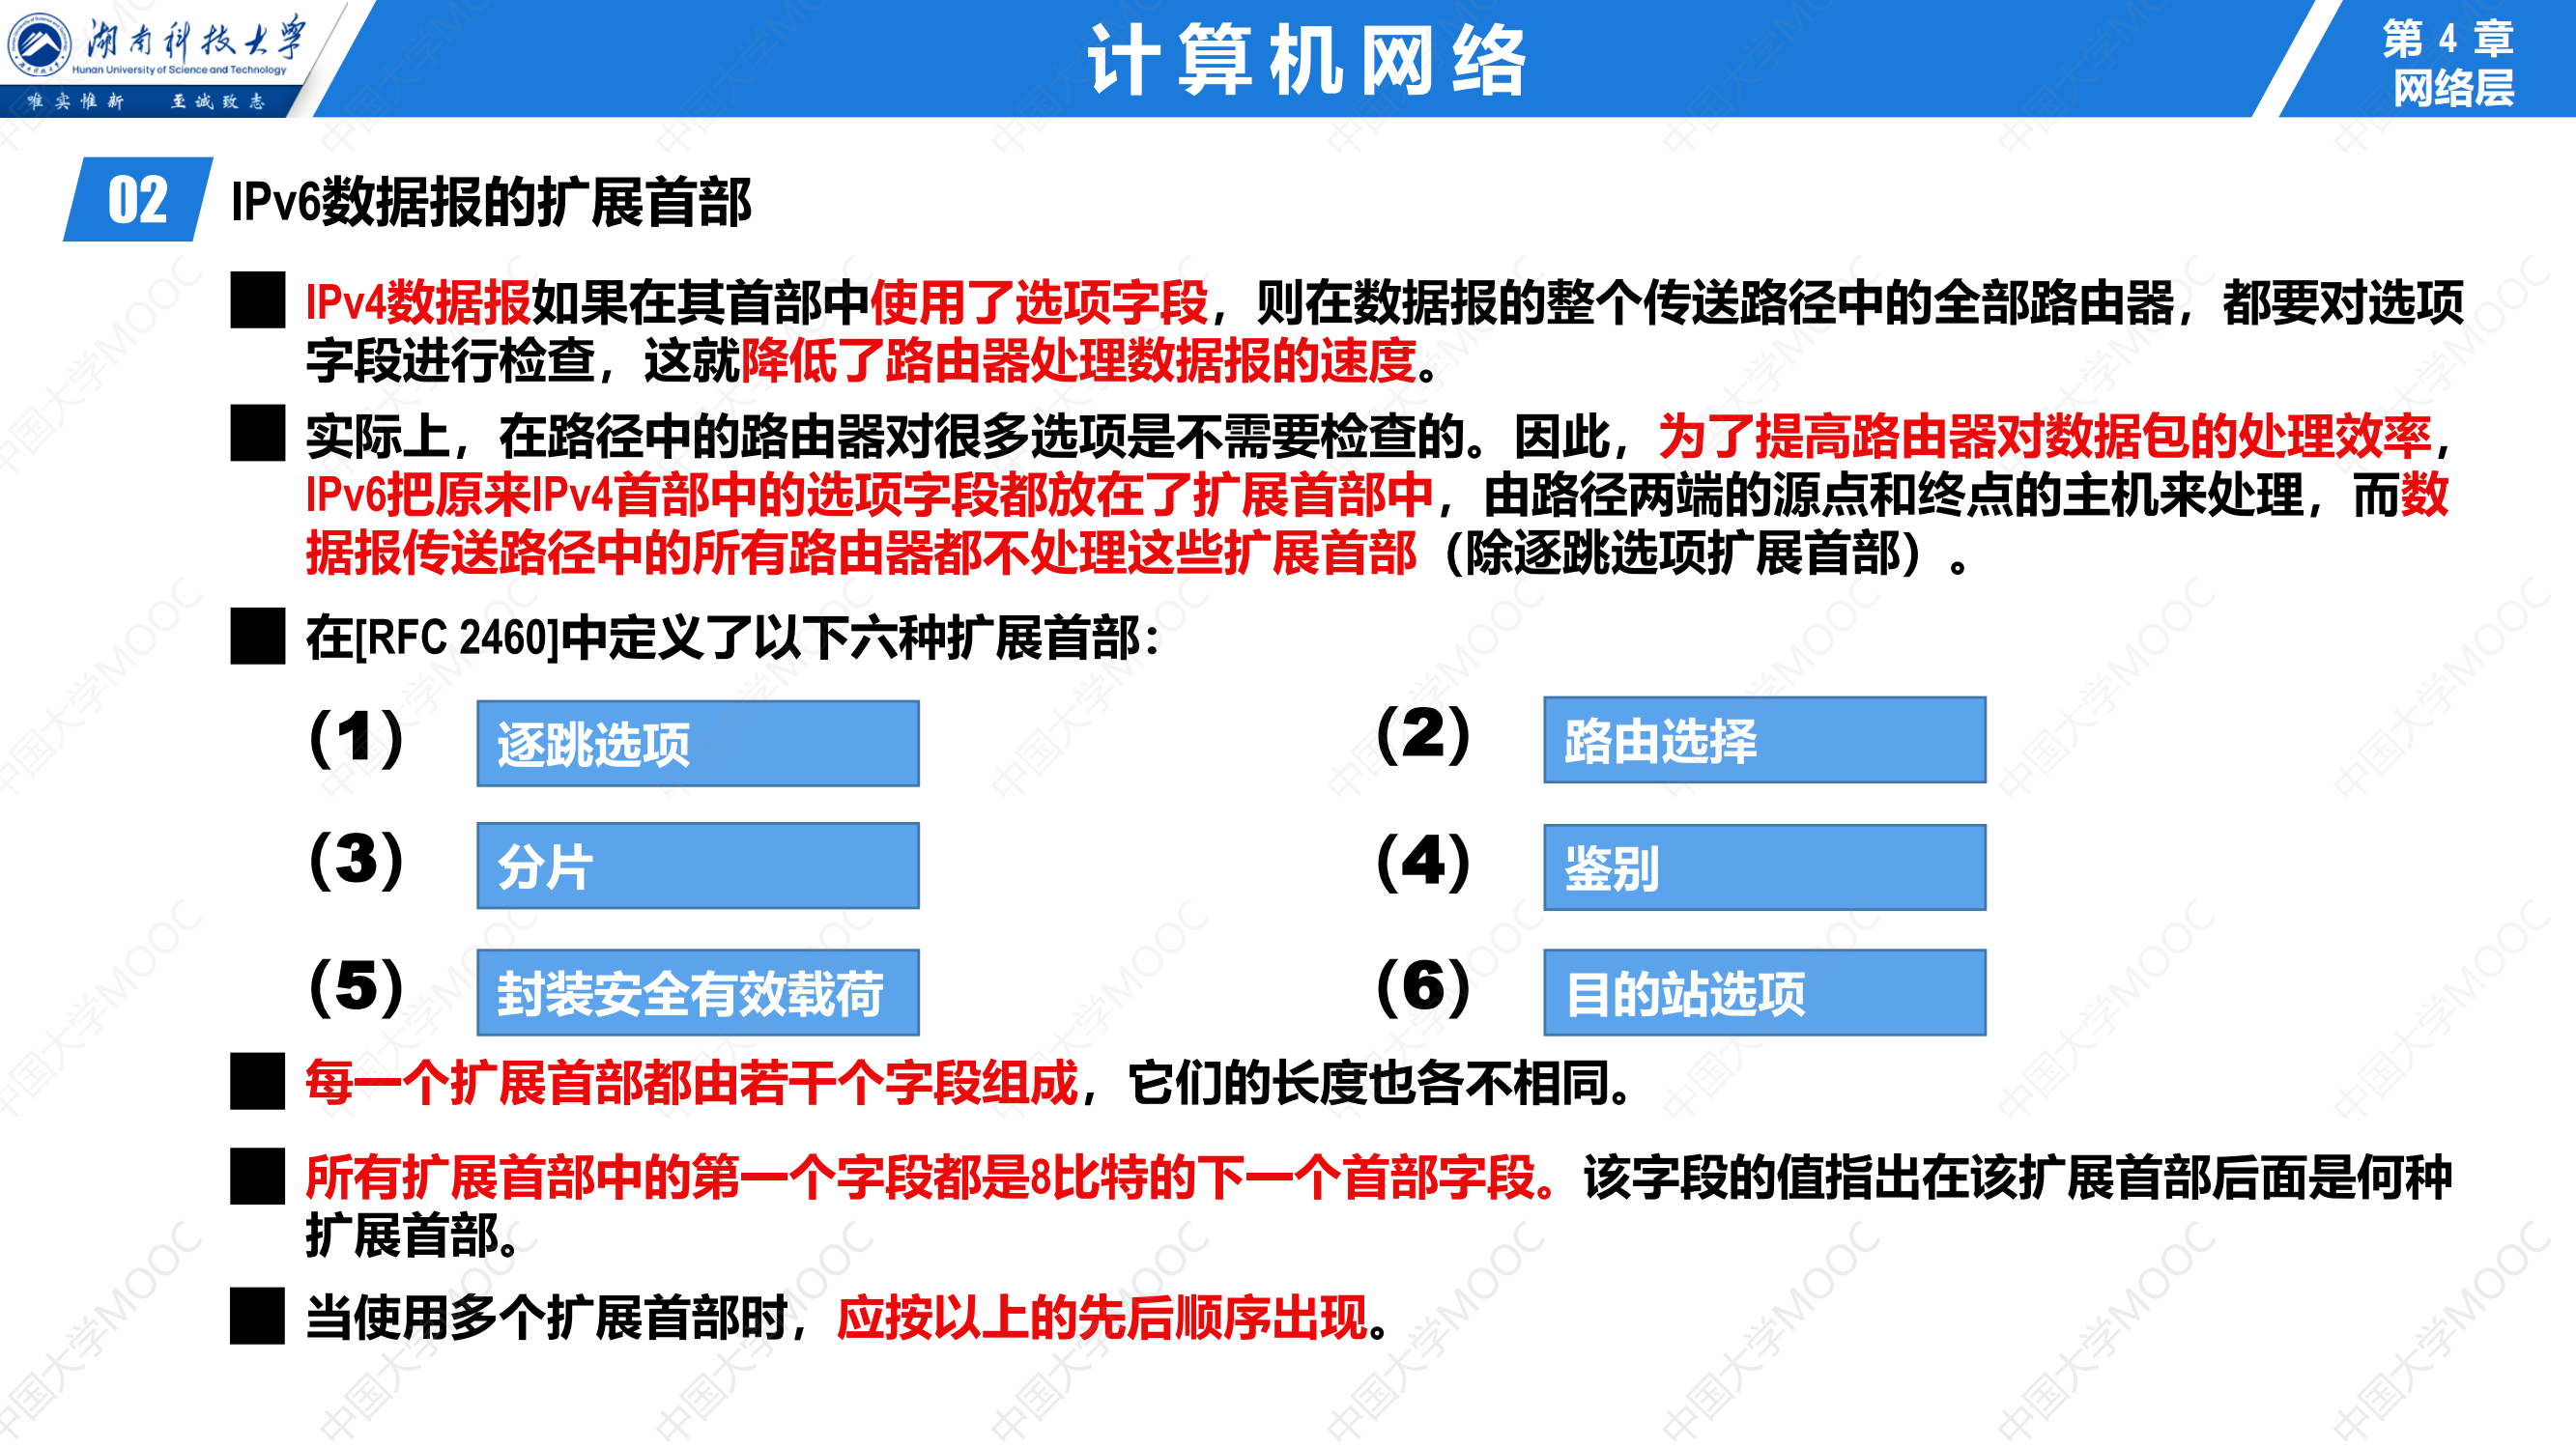 湖南科技大学
Hunan University of Science and Technology
唯实惟新 至诚致志
计算机网络
第 4 章
网络层
02
IPv6数据报的扩展首部
IPv4数据报如果在其首部中使用了选项字段，则在数据报的整个传送路径中的全部路由器，都要对选项
字段进行检查，这就降低了路由器处理数据报的速度。
实际上，在路径中的路由器对很多选项是不需要检查的。因此，为了提高路由器对数据包的处理效率，
IPv6把原来IPv4首部中的选项字段都放在了扩展首部中，由路径两端的源点和终点的主机来处理，而数
据报传送路径中的所有路由器都不处理这些扩展首部（除逐跳选项扩展首部）。
在[RFC 2460]中定义了以下六种扩展首部：
（1） 逐跳选项
（2） 路由选择
（3） 分片
（4） 鉴别
（5） 封装安全有效载荷
（6） 目的站选项
每一个扩展首部都由若干个字段组成，它们的长度也各不相同。
所有扩展首部中的第一个字段都是8比特的下一个首部字段。该字段的值指出在该扩展首部后面是何种
扩展首部。
当使用多个扩展首部时，应按以上的先后顺序出现。
中国大学MOOC